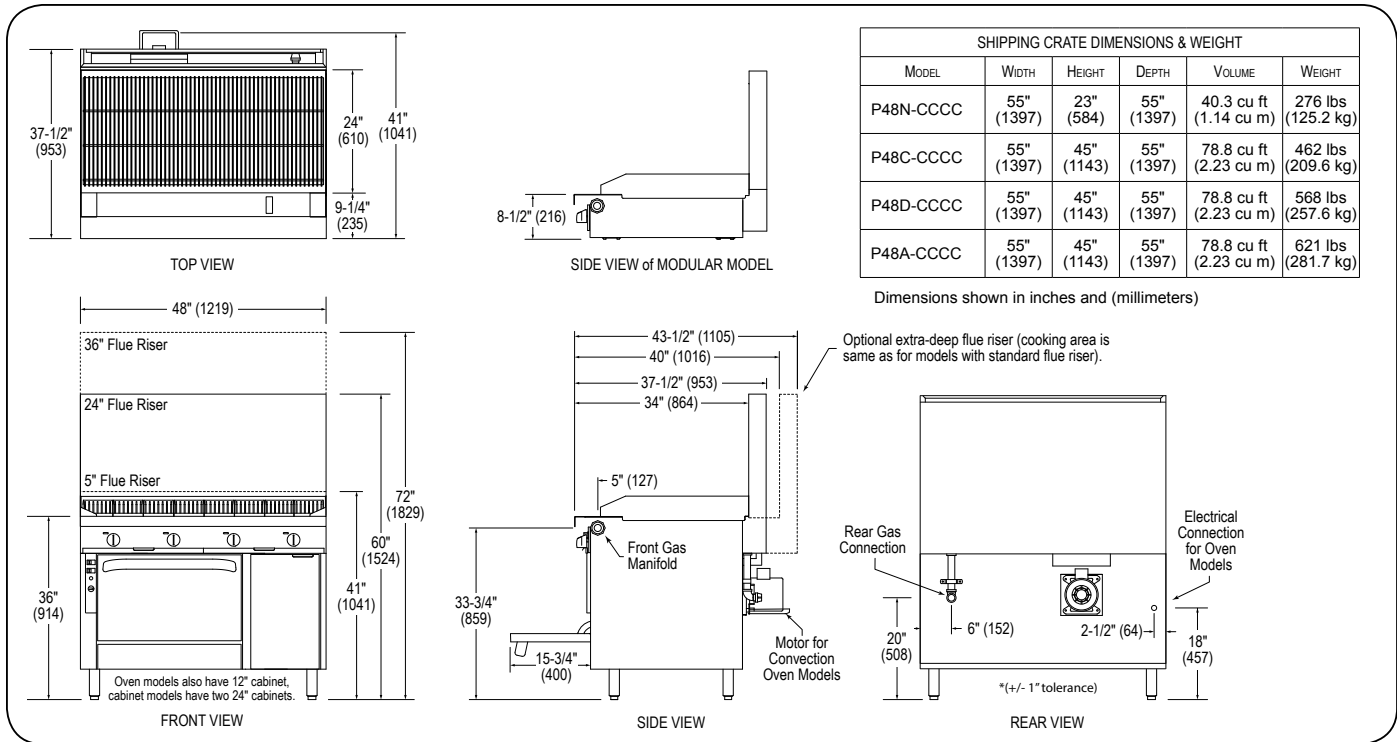 37-1/2"
(953)
24"
(610)
41"
(1041)
9-1/4"
(235)
TOP VIEW
8-1/2" (216)
SIDE VIEW of MODULAR MODEL
SHIPPING CRATE DIMENSIONS & WEIGHT
MODEL WIDTH HEIGHT DEPTH VOLUME WEIGHT
P48N-CCCC 55" (1397) 23" (584) 55" (1397) 40.3 cu ft (1.14 cu m) 276 lbs (125.2 kg)
P48C-CCCC 55" (1397) 45" (1143) 55" (1397) 78.8 cu ft (2.23 cu m) 462 lbs (209.6 kg)
P48D-CCCC 55" (1397) 45" (1143) 55" (1397) 78.8 cu ft (2.23 cu m) 568 lbs (257.6 kg)
P48A-CCCC 55" (1397) 45" (1143) 55" (1397) 78.8 cu ft (2.23 cu m) 621 lbs (281.7 kg)
Dimensions shown in inches and (millimeters)
48" (1219)
36" Flue Riser
24" Flue Riser
5" Flue Riser
72"
(1829)
60"
(1524)
41"
(1041)
36"
(914)
Oven models also have 12" cabinet,
cabinet models have two 24" cabinets.
FRONT VIEW
43-1/2" (1105)
40" (1016)
37-1/2" (953)
34" (864)
Optional extra-deep flue riser (cooking area is
same as for models with standard flue riser).
5" (127)
Front Gas
Manifold
33-3/4"
(859)
15-3/4"
(400)
Motor for
Convection
Oven Models
SIDE VIEW
Rear Gas
Connection
Electrical
Connection
for Oven
Models
6" (152)
2-1/2" (64)
20"
(508)
18"
(457)
*(+/- 1" tolerance)
REAR VIEW